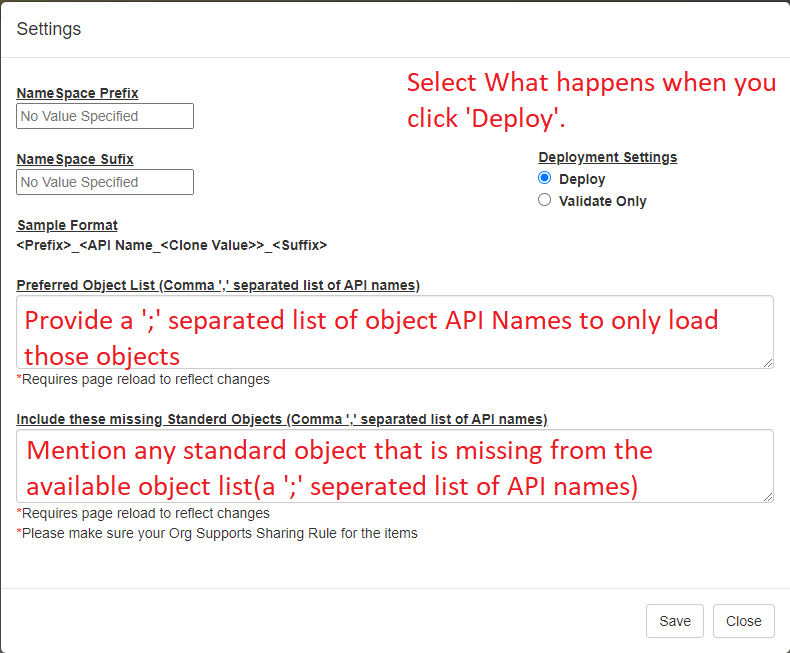 Settings
NameSpace Prefix
No Value Specified
Select What happens when you
click 'Deploy'.
NameSpace Sufix
No Value Specified
Deployment Settings
Deploy
Validate Only
Sample Format
<Prefix>_<API Name_<Clone Value>>_<Suffix>
Preferred Object List (Comma ',' separated list of API names)
Provide a ';' separated list of object API Names to only load
those objects
*Requires page reload to reflect changes
Include these missing Standerd Objects (Comma ',' separated list of API names)
Mention any standard object that is missing from the
available object list(a ';' seperated list of API names)
*Requires page reload to reflect changes
*Please make sure your Org Supports Sharing Rule for the items
Save Close